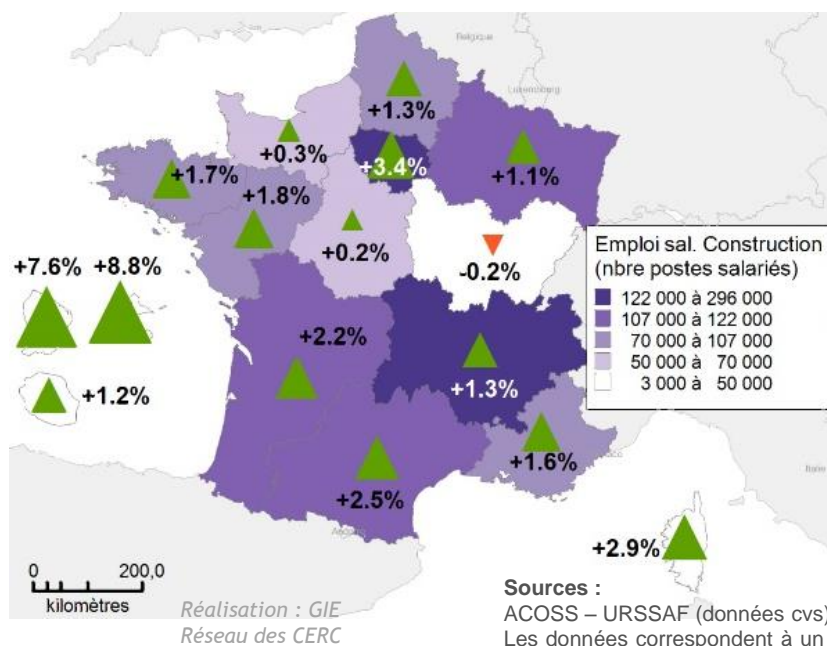 Belgique
Luxembourg
+1.3%
+0.3%
+3.4%
+1.1%
+1.7%
+1.8%
+0.2%
-0.2%
Emploi sal. Construction
(nbre postes salariés)
122 000 à 296 000
107 000 à 122 000
70 000 à 107 000
50 000 à 70 000
3 000 à 50 000
+7.6%
+8.8%
+2.2%
+1.3%
+1.2%
+1.6%
Italie
+2.5%
+2.9%
0
200,0
kilomètres
Réalisation : GIE
Réseau des CERC
Sources :
ACOSS – URSSAF (données cvs)
Les données correspondent à un